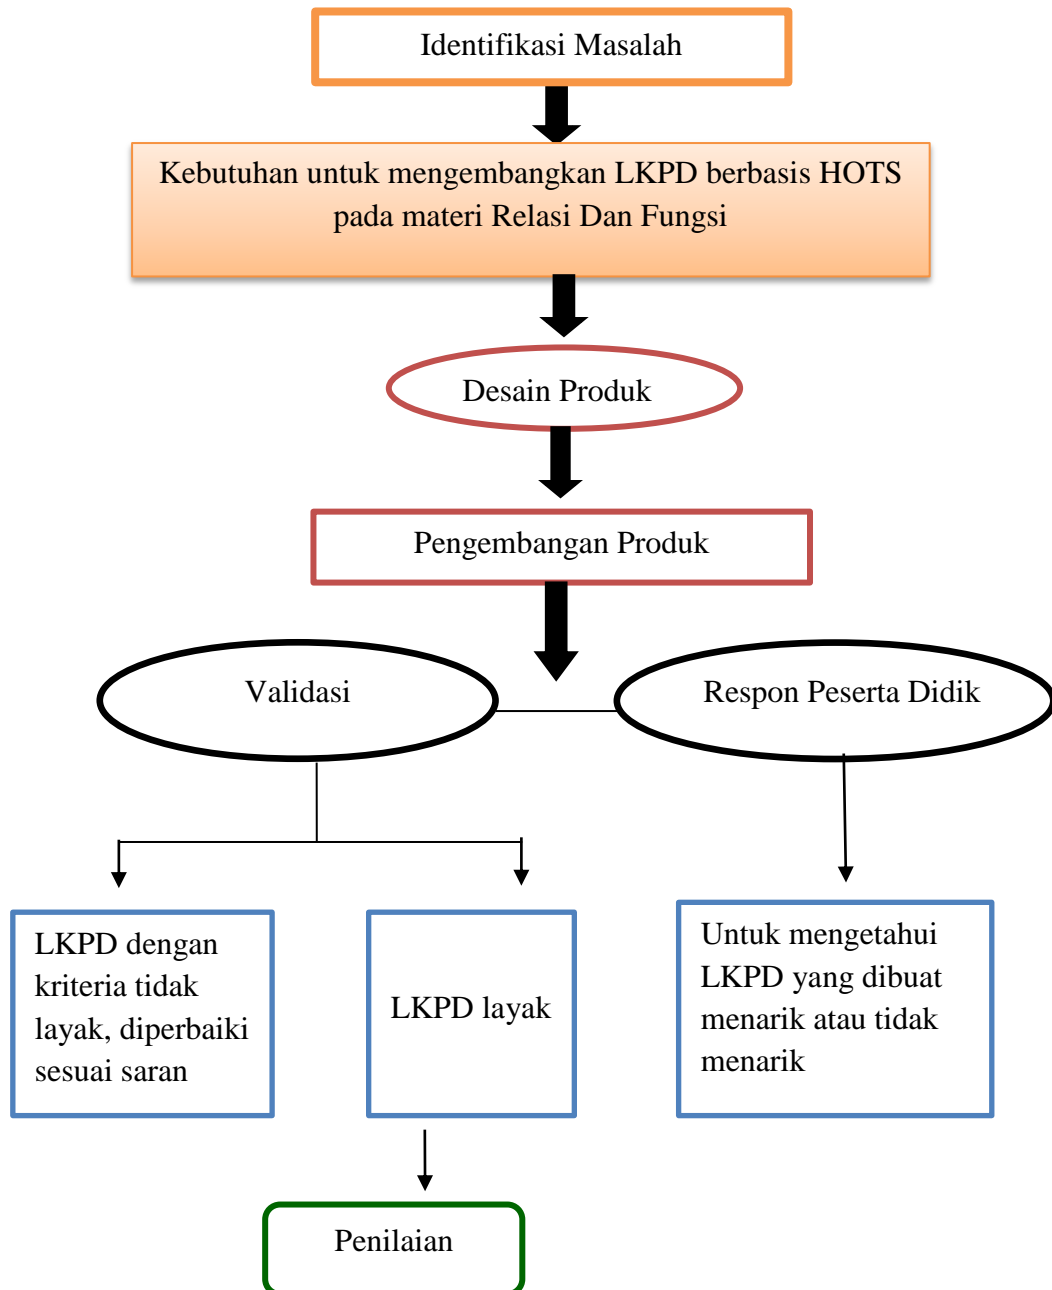 Identifikasi Masalah
Kebutuhan untuk mengembangkan LKPD berbasis HOTS
pada materi Relasi Dan Fungsi
Desain Produk
Pengembangan Produk
Validasi
Respon Peserta Didik
LKPD dengan
kriteria tidak
layak, diperbaiki
sesuai saran
LKPD layak
Untuk mengetahui
LKPD yang dibuat
menarik atau tidak
menarik
Penilaian